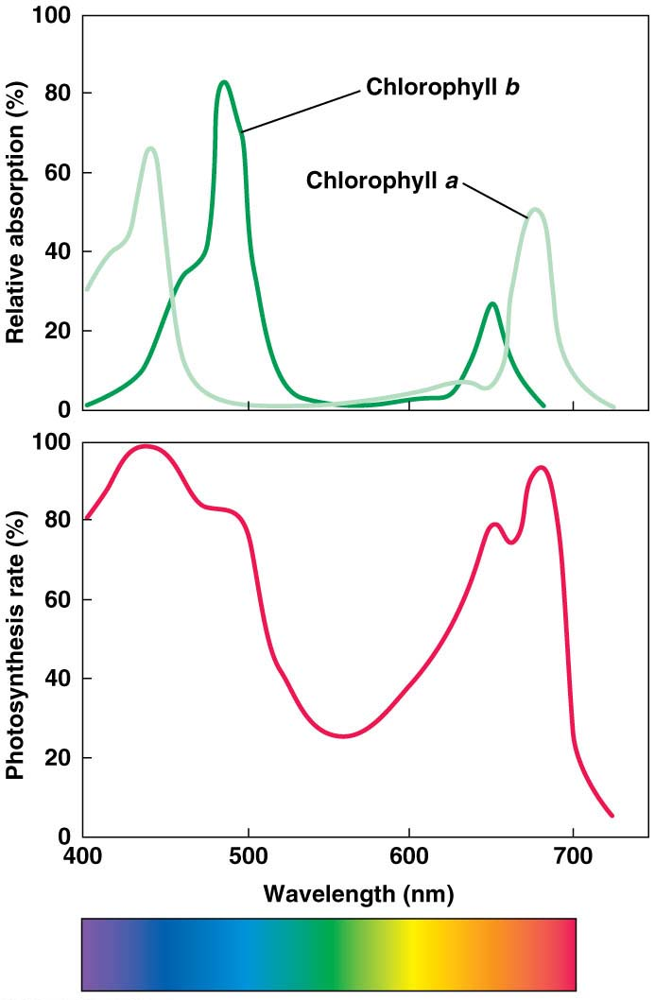 100
80
60
40
20
0
Relative absorption (%)
Chlorophyll b
Chlorophyll a
100
80
60
40
20
0
Photosynthesis rate (%)
400 500 600 700
Wavelength (nm)